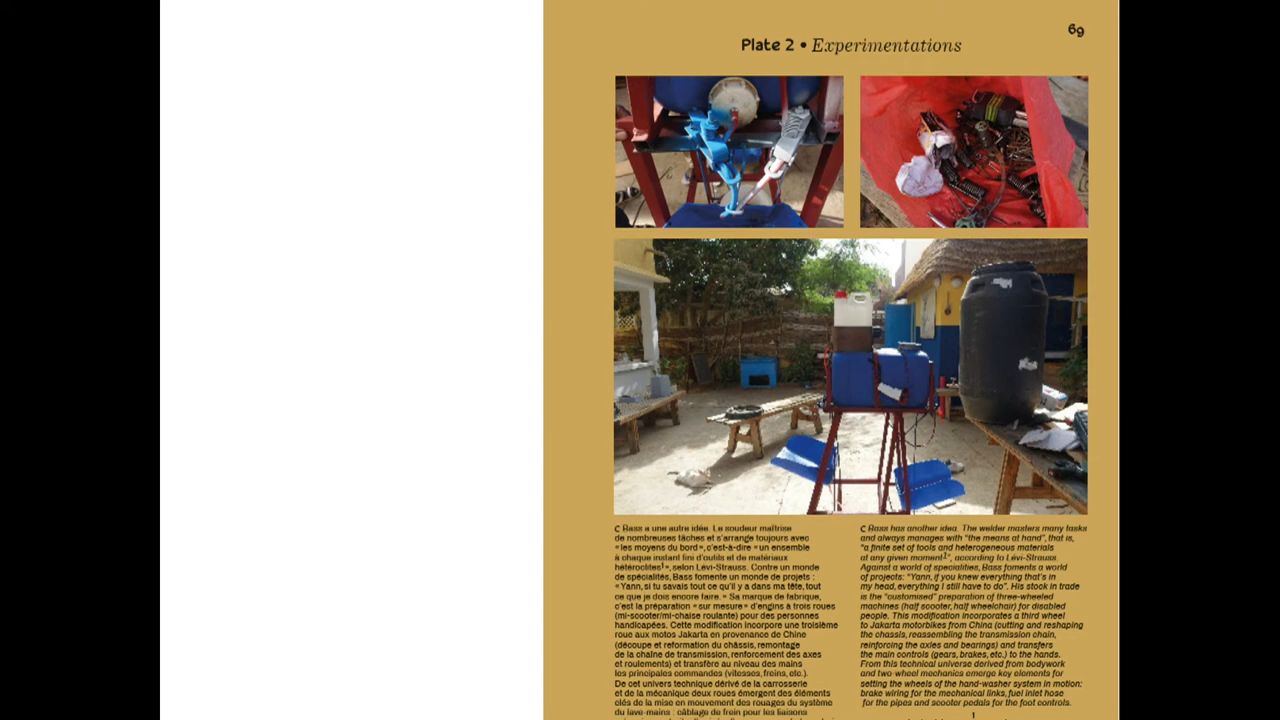 69
Plate 2 • Experimentations
C Bass a une autre idée. Le soudeur maîtrise
de nombreuses tâches et s'arrange toujours avec
« les moyens du bord », c'est-à-dire « un ensemble
à chaque instant fini d'outils et de matériaux
hétéroclites¹ », selon Lévi-Strauss. Contre un monde
de spécialités, Bass fomente un monde de projets :
« Yann, si tu savais tout ce qu'il y a dans ma tête, tout
ce que je dois encore faire. » Sa marque de fabrique,
c'est la préparation « sur mesure » d'engins à trois roues
(mi-scooter/mi-chaise roulante) pour des personnes
handicapées. Cette modification incorpore une troisième
roue aux motos Jakarta en provenance de Chine
(découpe et reformation du châssis, remontage
de la chaîne de transmission, renforcement des axes
et roulements) et transfère au niveau des mains
les principales commandes (vitesses, freins, etc.).
De cet univers technique dérivé de la carrosserie
et de la mécanique deux roues émergent des éléments
clés de la mise en mouvement des rouages du système
du lave-mains : câblage de frein pour les liaisons
C Bass has another idea. The welder masters many tasks
and always manages with "the means at hand", that is,
"a finite set of tools and heterogeneous materials
at any given moment¹", according to Lévi-Strauss.
Against a world of specialities, Bass foments a world
of projects: "Yann, if you knew everything that's in
my head, everything I still have to do". His stock in trade
is the "customised" preparation of three-wheeled
machines (half scooter, half wheelchair) for disabled
people. This modification incorporates a third wheel
to Jakarta motorbikes from China (cutting and reshaping
the chassis, reassembling the transmission chain,
reinforcing the axles and bearings) and transfers
the main controls (gears, brakes, etc.) to the hands.
From this technical universe derived from bodywork
and two-wheel mechanics emerge key elements for
setting the wheels of the hand-washer system in motion:
brake wiring for the mechanical links, fuel inlet hose
for the pipes and scooter pedals for the foot controls.
1